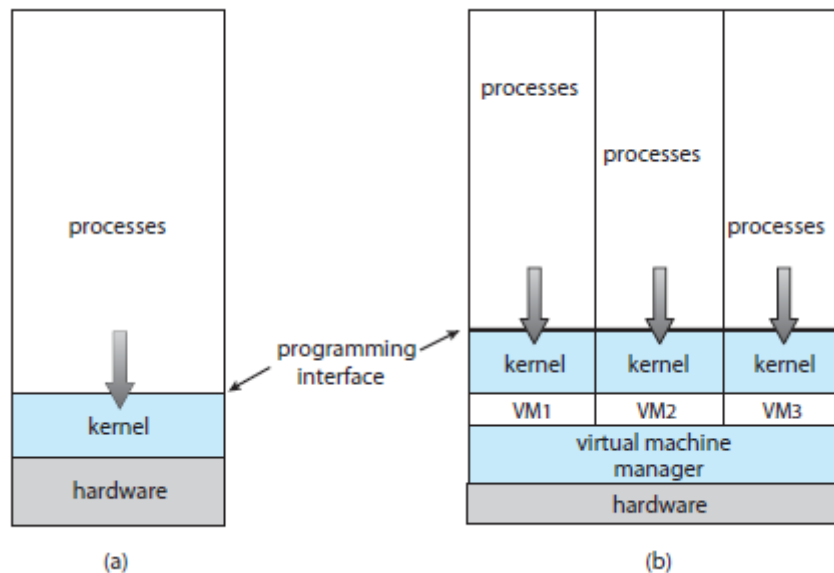 processes
kernel
hardware
(a)
programming
interface
processes
processes
processes
kernel kernel kernel
VM1 VM2 VM3
virtual machine
manager
hardware
(b)